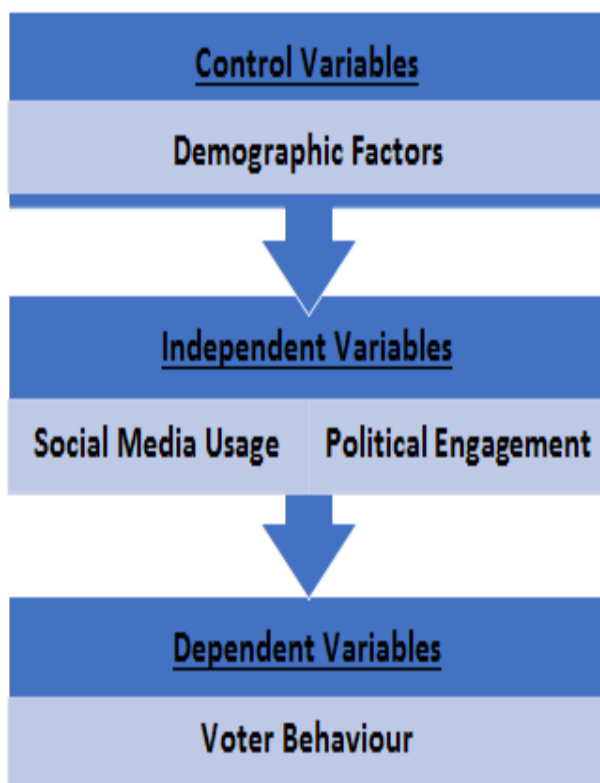 Control Variables
Demographic Factors
Independent Variables
Social Media Usage
Political Engagement
Dependent Variables
Voter Behaviour